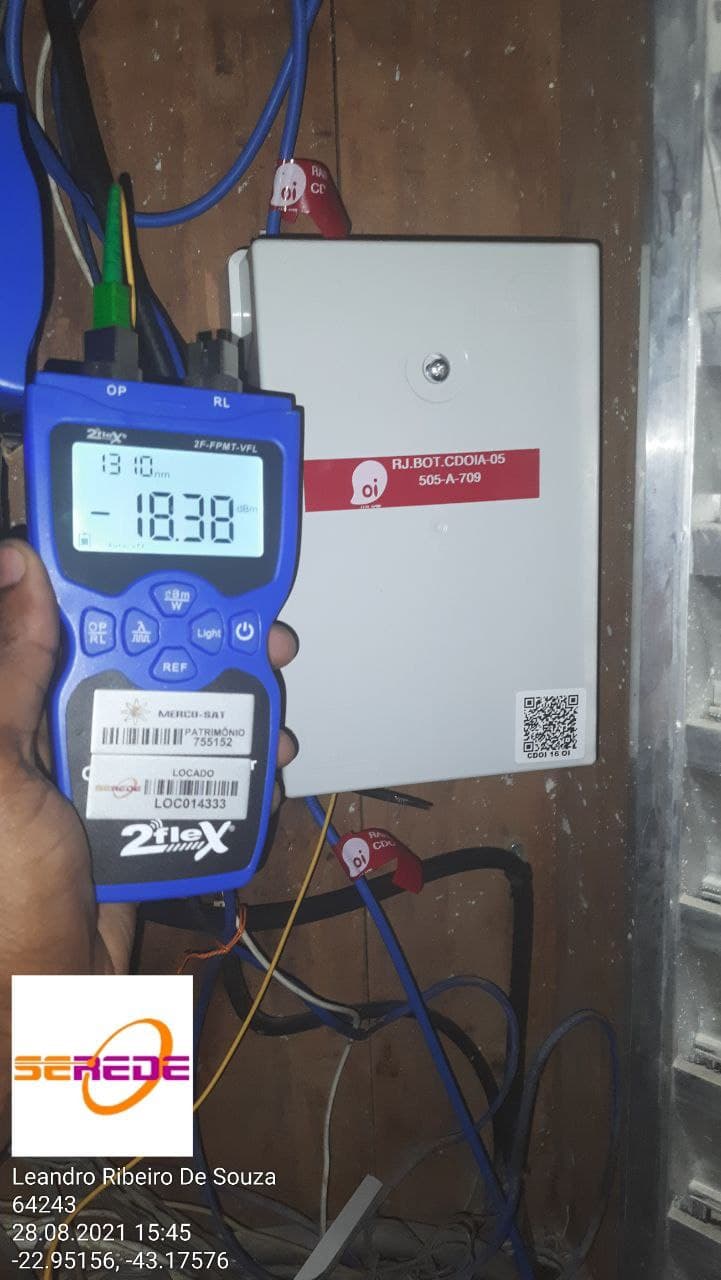 oi
OP
RL
2fleX
2F-FPMT-VFL
1310nm
-18.38 dBm
dBm
W
OP
RL
λ
Light
REF
MERCO-SAT
PATRIMÔNIO
755152
SEREDE
LOCADO
LOC014333
2fleX
oi
RJ.BOT.CDOIA-05
505-A-709
CDOI 16 OI
oi
SEREDE
Leandro Ribeiro De Souza
64243
28.08.2021 15:45
-22.95156, -43.17576